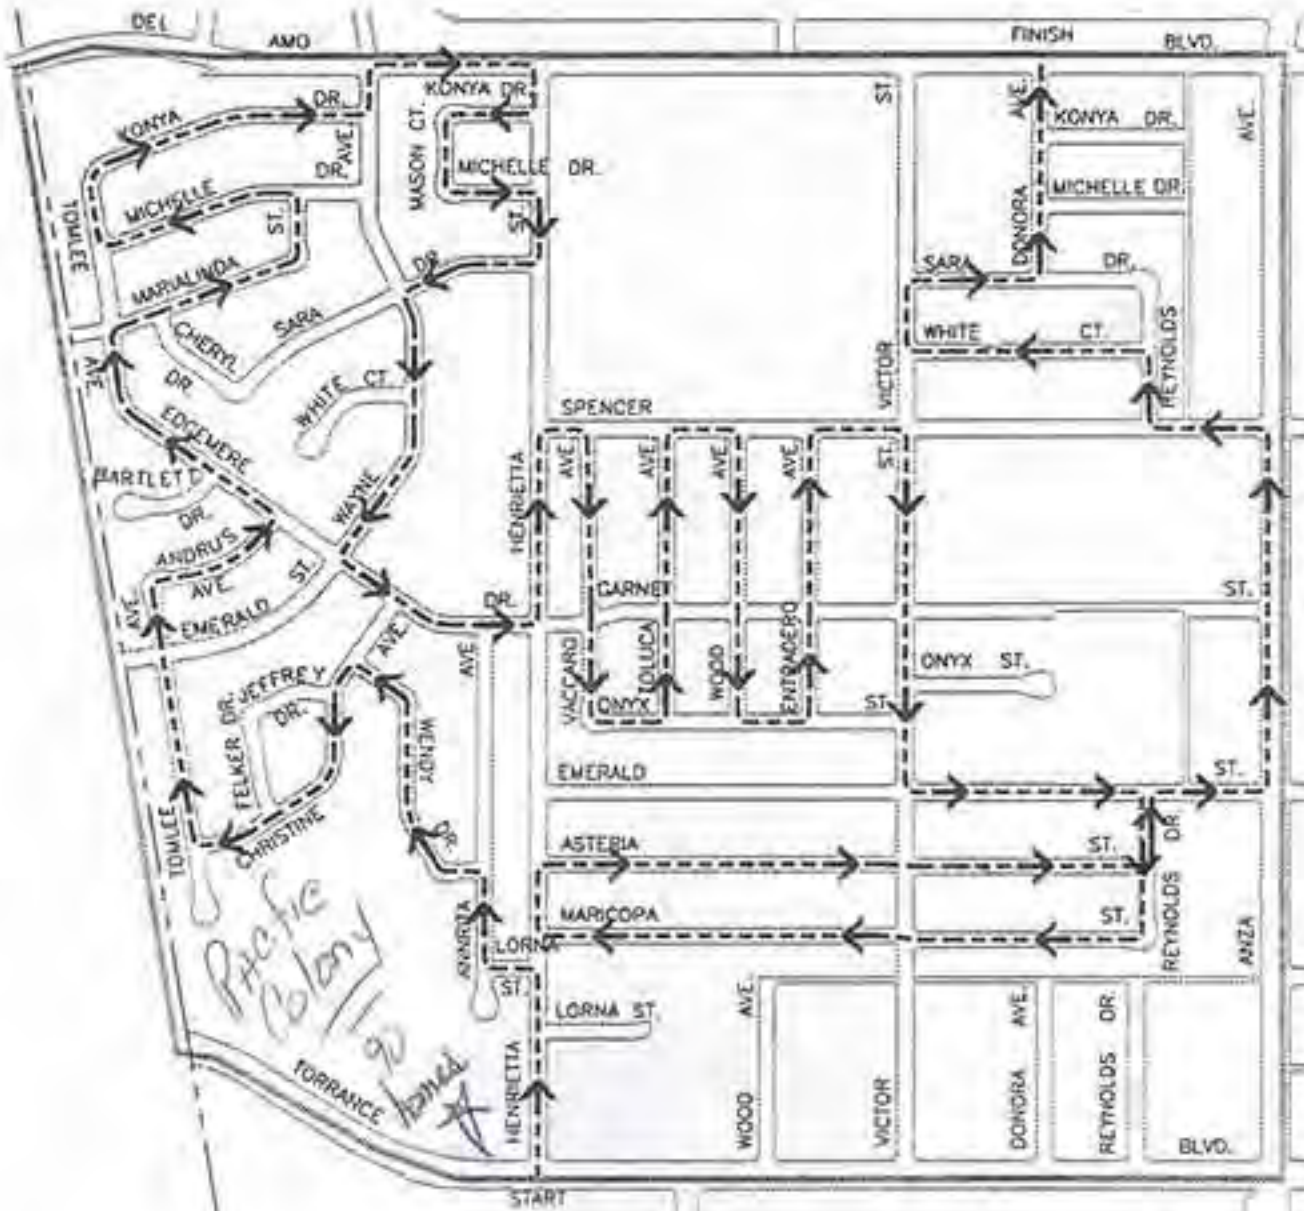 DEL
AMO
FINISH
BLVD.
KONYA
DR.
AVE.
KONYA DR.
MASON CT.
MICHELLE DR.
ST.
AVE.
KONYA DR.
AVE.
ST.
MICHELLE
DR.
MICHELLE DR.
DONORA
TOMLEE
ST.
MARIALINDA
DR.
SARA
DR.
CHERYL
DR.
SARA
WHITE CT.
WHITE
CT.
REYNOLDS
VICTOR
AVE.
EDGEMERE
SPENCER
HENRIETTA
AVE.
AVE.
AVE.
AVE.
ST.
BARTLETT
DR.
WAYNE
ANDRUS
AVE.
ST.
AVE.
EMERALD
DR.
GARNET
ST.
AVE.
JEFFREY
DR.
AVE
VACCARO
TOLUCA
WOOD
ENTRADERO
ONYX
ST.
ONYX ST.
FELKER DR.
WENDY
DR.
EMERALD
ST.
TOMLEE
CHRISTINE
ASTERIA
ST.
DR.
ANNRITA
MARICOPA
ST.
REYNOLDS
ANZA
LORNA
ST.
Pacific
Colony
90
homes
LORNA ST.
AVE.
AVE.
DR.
TORRANCE
HENRIETTA
WOOD
VICTOR
DONORA
REYNOLDS
BLVD.
START